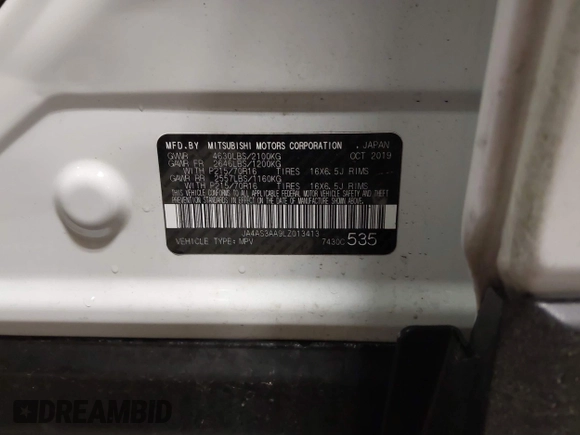 MFD.BY MITSUBISHI MOTORS CORPORATION , JAPAN
GVWR 4630LBS/2100KG OCT 2019
GAWR FR 2646LBS/1200KG
WITH P215/70R16 TIRES 16X6.5J RIMS
GAWR RR 2557LBS/1160KG
WITH P215/70R16 TIRES 16X6.5J RIMS
THIS VEHICLE CONFORMS TO ALL APPLICABLE FEDERAL MOTOR VEHICLE SAFETY AND THEFT
PREVENTION STANDARDS IN EFFECT ON THE DATE OF MANUFACTURE SHOWN ABOVE.
JA4AS3AA9LZ013413
VEHICLE TYPE: MPV 7430C 535
DREAMBID